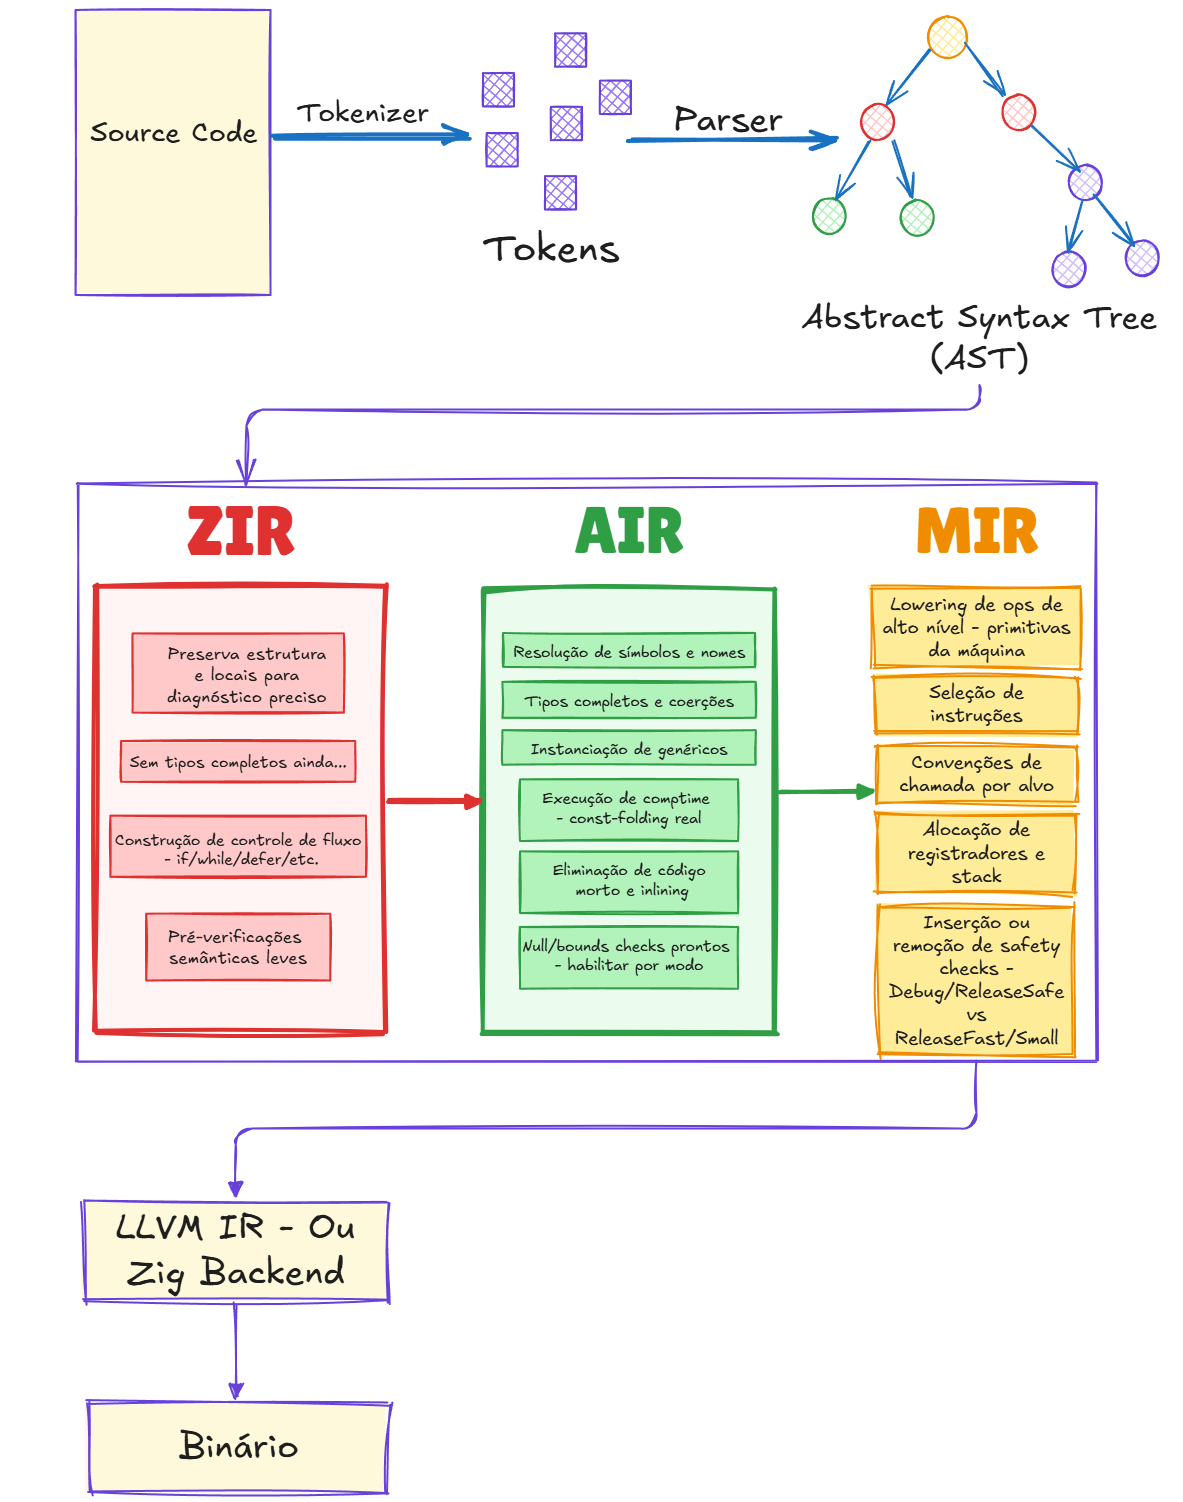 Source Code
Tokenizer
Tokens
Parser
Abstract Syntax Tree
(AST)
ZIR
Preserva estrutura
e locais para
diagnóstico preciso
Sem tipos completos ainda...
Construção de controle de fluxo
- if/while/defer/etc.
Pré-verificações
semânticas leves
AIR
Resolução de símbolos e nomes
Tipos completos e coerções
Instanciação de genéricos
Execução de comptime
- const-folding real
Eliminação de código
morto e inlining
Null/bounds checks prontos
- habilitar por modo
MIR
Lowering de ops de
alto nível - primitivas
da máquina
Seleção de
instruções
Convenções de
chamada por alvo
Alocação de
registradores e
stack
Inserção ou
remoção de safety
checks -
Debug/ReleaseSafe
vs
ReleaseFast/Small
LLVM IR - Ou
Zig Backend
Binário